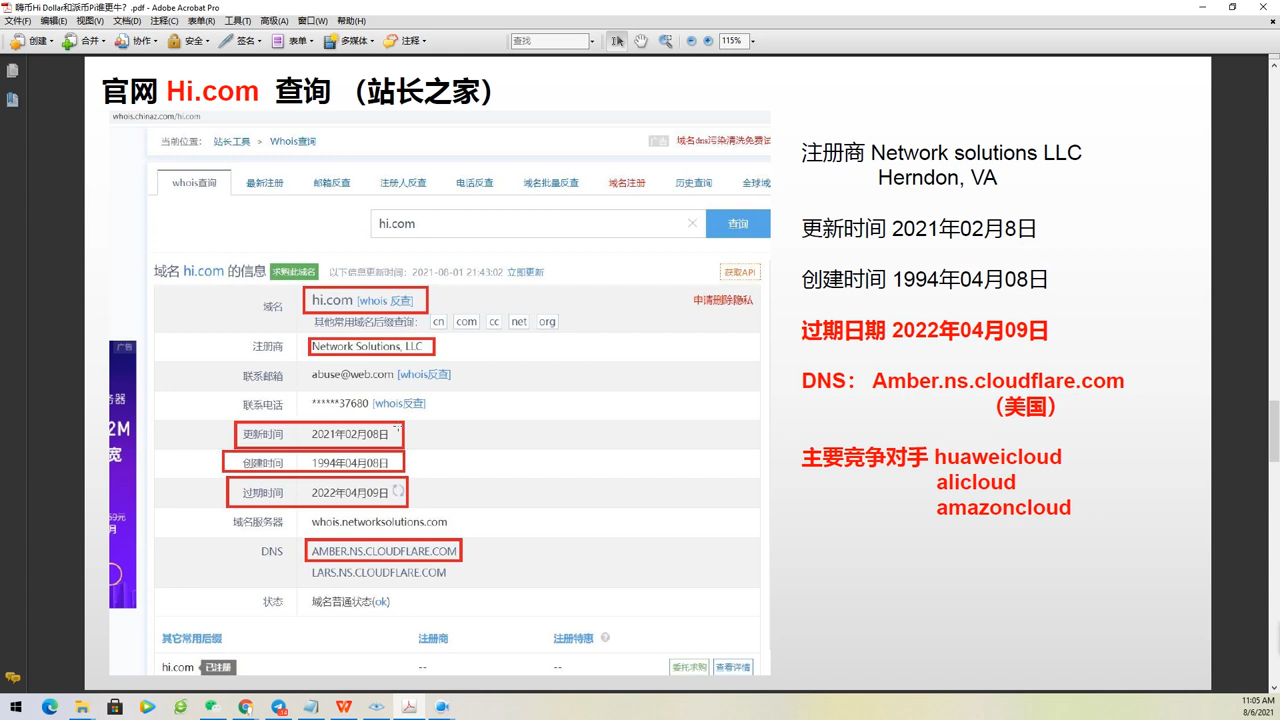 嗨币Hi Dollar和派币Pi谁更牛？.pdf - Adobe Acrobat Pro
文件(F) 编辑(E) 视图(V) 文档(D) 注释(C) 表单(R) 工具(T) 高级(A) 窗口(W) 帮助(H)
创建 合并 协作 安全 签名 表单 多媒体 注释 查找 115%
官网 Hi.com 查询 （站长之家）
whois.chinaz.com/hi.com
当前位置： 站长工具 > Whois查询 广告 域名dns污染清洗免费试
whois查询 最新注册 邮箱反查 注册人反查 电话反查 域名批量反查 域名注册 历史查询 全球域
hi.com 查询
域名 hi.com 的信息 求购此域名 以下信息更新时间：2021-08-01 21:43:02 立即更新 获取API
域名 hi.com [whois 反查] 申请删除隐私
其他常用域名后缀查询： cn com cc net org
注册商 Network Solutions, LLC
联系邮箱 abuse@web.com [whois反查]
联系电话 ******37680 [whois反查]
更新时间 2021年02月08日
创建时间 1994年04月08日
过期时间 2022年04月09日
域名服务器 whois.networksolutions.com
DNS AMBER.NS.CLOUDFLARE.COM
LARS.NS.CLOUDFLARE.COM
状态 域名普通状态(ok)
其它常用后缀 注册商 注册特惠
hi.com 已注册 -- -- 委托求购 查看详情
广告
务器
2M
宽
元
月
注册商 Network solutions LLC
Herndon, VA
更新时间 2021年02月8日
创建时间 1994年04月08日
过期日期 2022年04月09日
DNS： Amber.ns.cloudflare.com
（美国）
主要竞争对手 huaweicloud
alicloud
amazoncloud
11:05 AM
8/6/2021